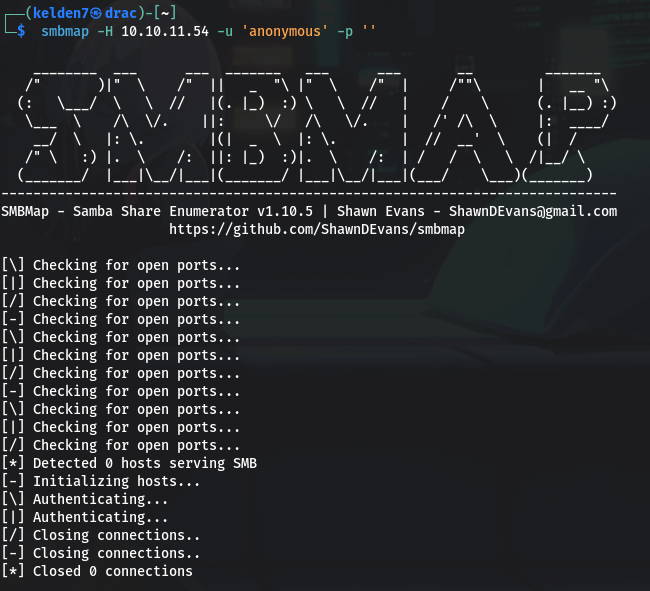 ┌──(kelden7㉿drac)-[~]
└─$ smbmap -H 10.10.11.54 -u 'anonymous' -p ''
SMBMap - Samba Share Enumerator v1.10.5 | Shawn Evans - ShawnDEvans@gmail.com
https://github.com/ShawnDEvans/smbmap
[\] Checking for open ports...
[|] Checking for open ports...
[/] Checking for open ports...
[-] Checking for open ports...
[\] Checking for open ports...
[|] Checking for open ports...
[/] Checking for open ports...
[-] Checking for open ports...
[\] Checking for open ports...
[|] Checking for open ports...
[/] Checking for open ports...
[*] Detected 0 hosts serving SMB
[-] Initializing hosts...
[\] Authenticating...
[|] Authenticating...
[/] Closing connections..
[-] Closing connections..
[*] Closed 0 connections